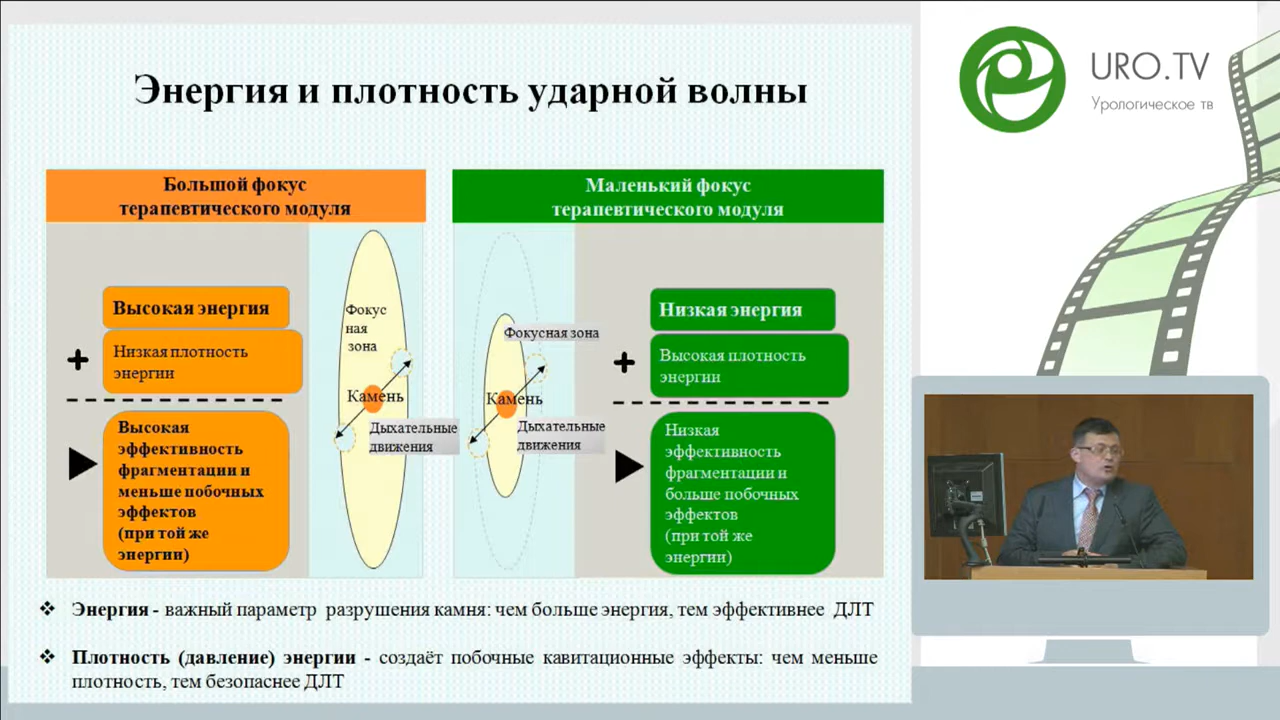 Энергия и плотность ударной волны
Большой фокус
терапевтического модуля
Высокая энергия
Низкая плотность
энергии
Высокая
эффективность
фрагментации и
меньше побочных
эффектов
(при той же
энергии)
Фокус
ная
зона
Камень
Дыхательные
движения
Маленький фокус
терапевтического модуля
Фокусная зона
Камень
Дыхательные
движения
Низкая энергия
Высокая плотность
энергии
Низкая
эффективность
фрагментации и
больше побочных
эффектов
(при той же
энергии)
Энергия - важный параметр разрушения камня: чем больше энергия, тем эффективнее ДЛТ
Плотность (давление) энергии - создаёт побочные кавитационные эффекты: чем меньше
плотность, тем безопаснее ДЛТ
URO.TV
Урологическое тв